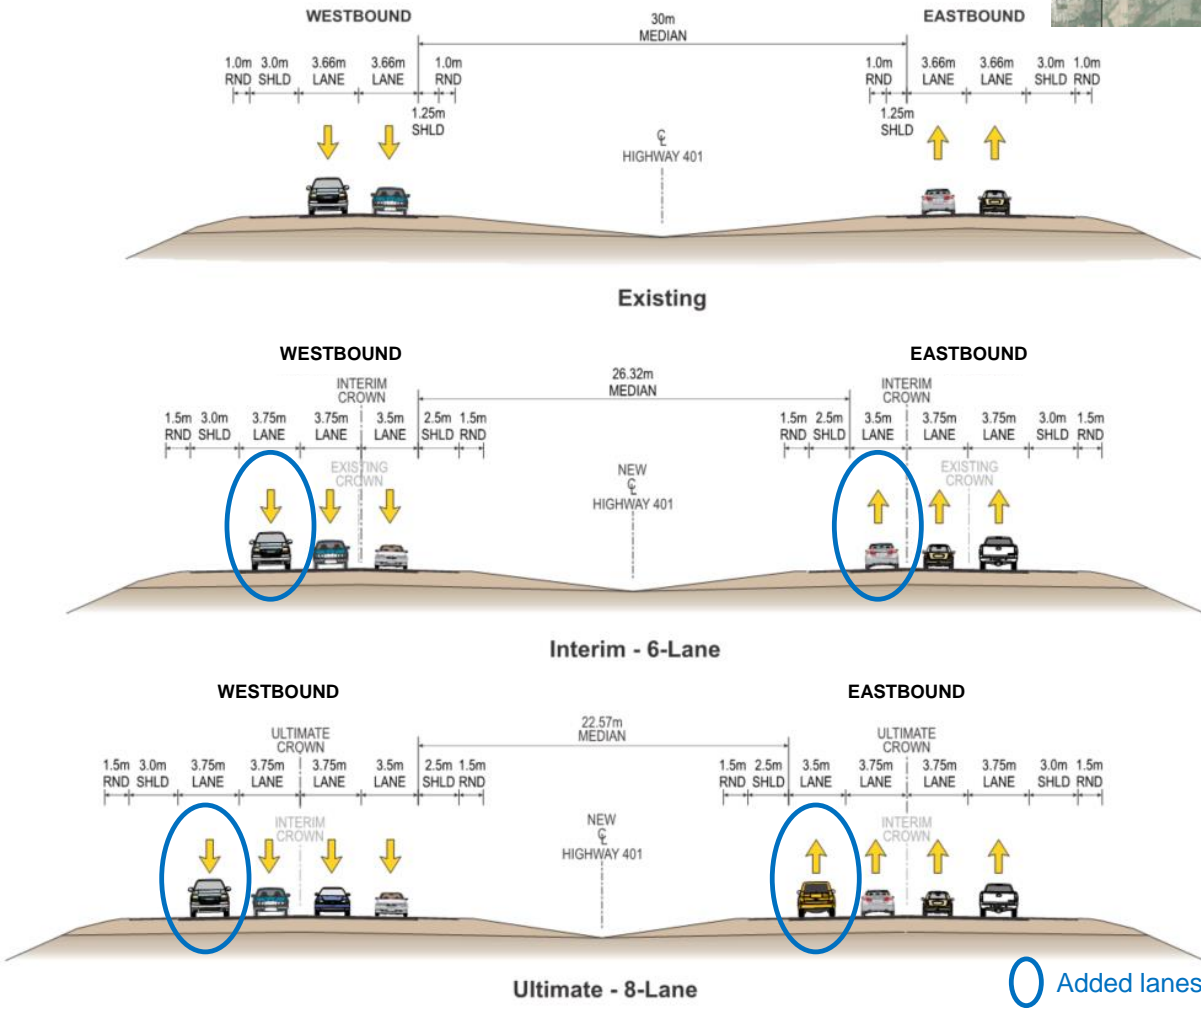 WESTBOUND
EASTBOUND
30m
MEDIAN
1.0m 3.0m 3.66m 3.66m 1.0m
RND SHLD LANE LANE RND
1.25m
SHLD
1.0m 3.66m 3.66m 3.0m 1.0m
RND LANE LANE SHLD RND
1.25m
SHLD
℄
HIGHWAY 401
Existing
WESTBOUND
EASTBOUND
INTERIM
CROWN
26.32m
MEDIAN
INTERIM
CROWN
1.5m 3.0m 3.75m 3.75m 3.5m 2.5m 1.5m
RND SHLD LANE LANE LANE SHLD RND
1.5m 2.5m 3.5m 3.75m 3.75m 3.0m 1.5m
RND SHLD LANE LANE LANE SHLD RND
EXISTING
CROWN
NEW
℄
HIGHWAY 401
EXISTING
CROWN
Interim - 6-Lane
WESTBOUND
EASTBOUND
ULTIMATE
CROWN
22.57m
MEDIAN
ULTIMATE
CROWN
1.5m 3.0m 3.75m 3.75m 3.75m 3.5m 2.5m 1.5m
RND SHLD LANE LANE LANE LANE SHLD RND
1.5m 2.5m 3.5m 3.75m 3.75m 3.75m 3.0m 1.5m
RND SHLD LANE LANE LANE LANE SHLD RND
INTERIM
CROWN
NEW
℄
HIGHWAY 401
INTERIM
CROWN
Ultimate - 8-Lane
Added lanes